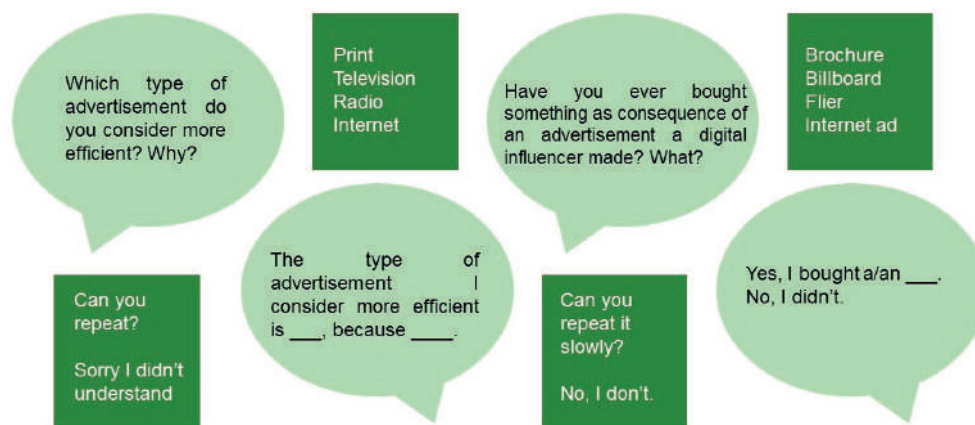 Which type of
advertisement do
you consider more
efficient? Why?
Print
Television
Radio
Internet
Have you ever bought
something as consequence of
an advertisement a digital
influencer made? What?
Brochure
Billboard
Flier
Internet ad
Can you
repeat?
Sorry I didn't
understand
The type of
advertisement I
consider more efficient
is ___, because ____.
Can you
repeat it
slowly?
No, I don't.
Yes, I bought a/an ___.
No, I didn't.